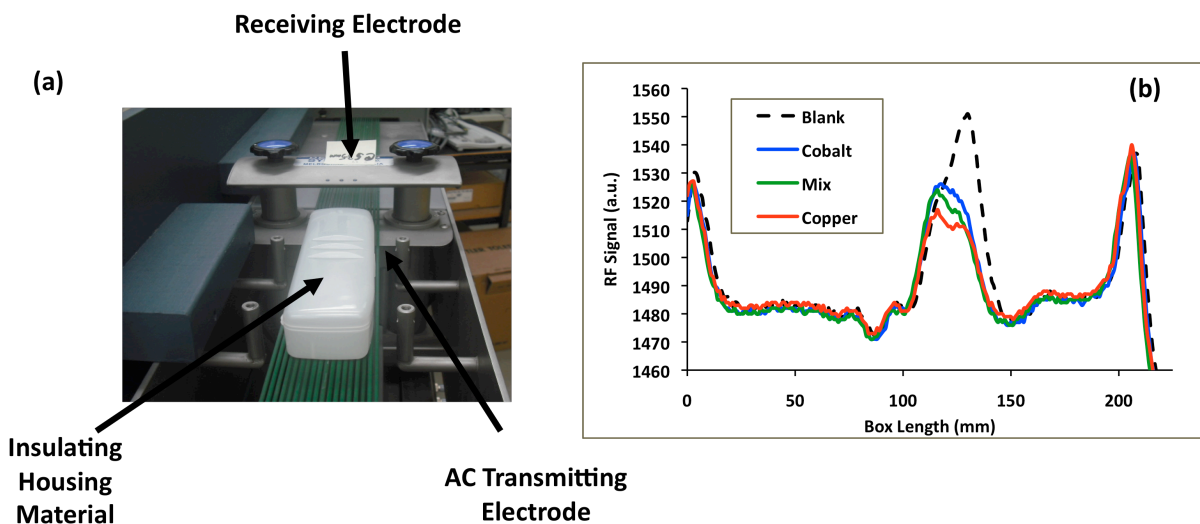 Receiving Electrode
(a)
Insulating
Housing
Material
AC Transmitting
Electrode
(b)
1560
1550
1540
1530
1520
1510
1500
1490
1480
1470
1460
RF Signal (a.u.)
Blank
Cobalt
Mix
Copper
0
50
100
150
200
Box Length (mm)